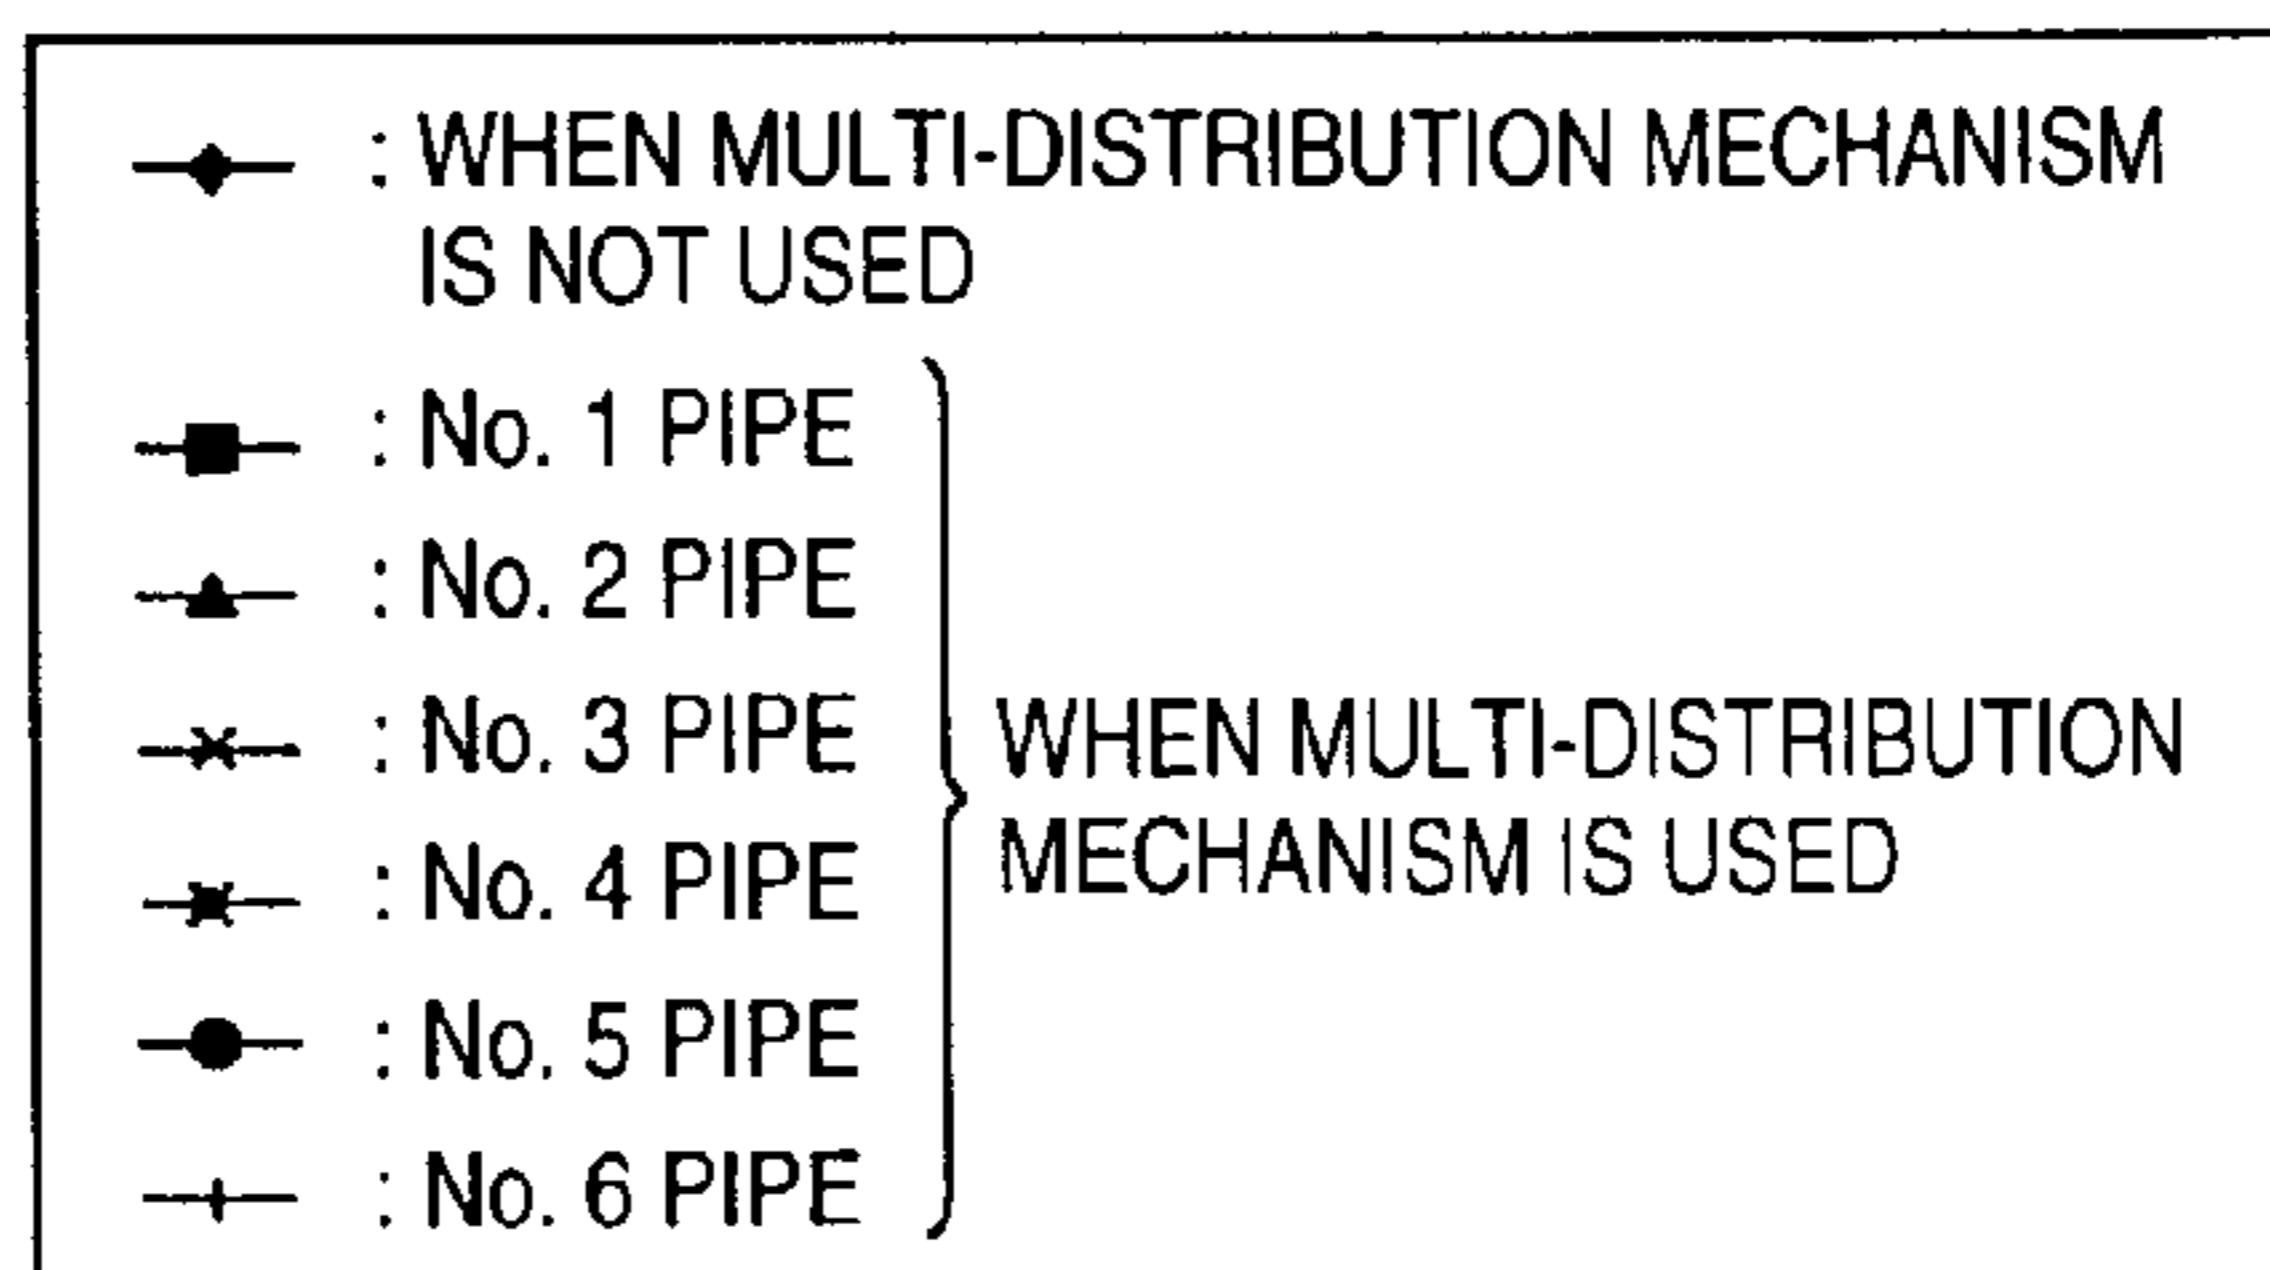 : WHEN MULTI-DISTRIBUTION MECHANISM
IS NOT USED
: No. 1 PIPE
: No. 2 PIPE
: No. 3 PIPE
: No. 4 PIPE
: No. 5 PIPE
: No. 6 PIPE
WHEN MULTI-DISTRIBUTION
MECHANISM IS USED